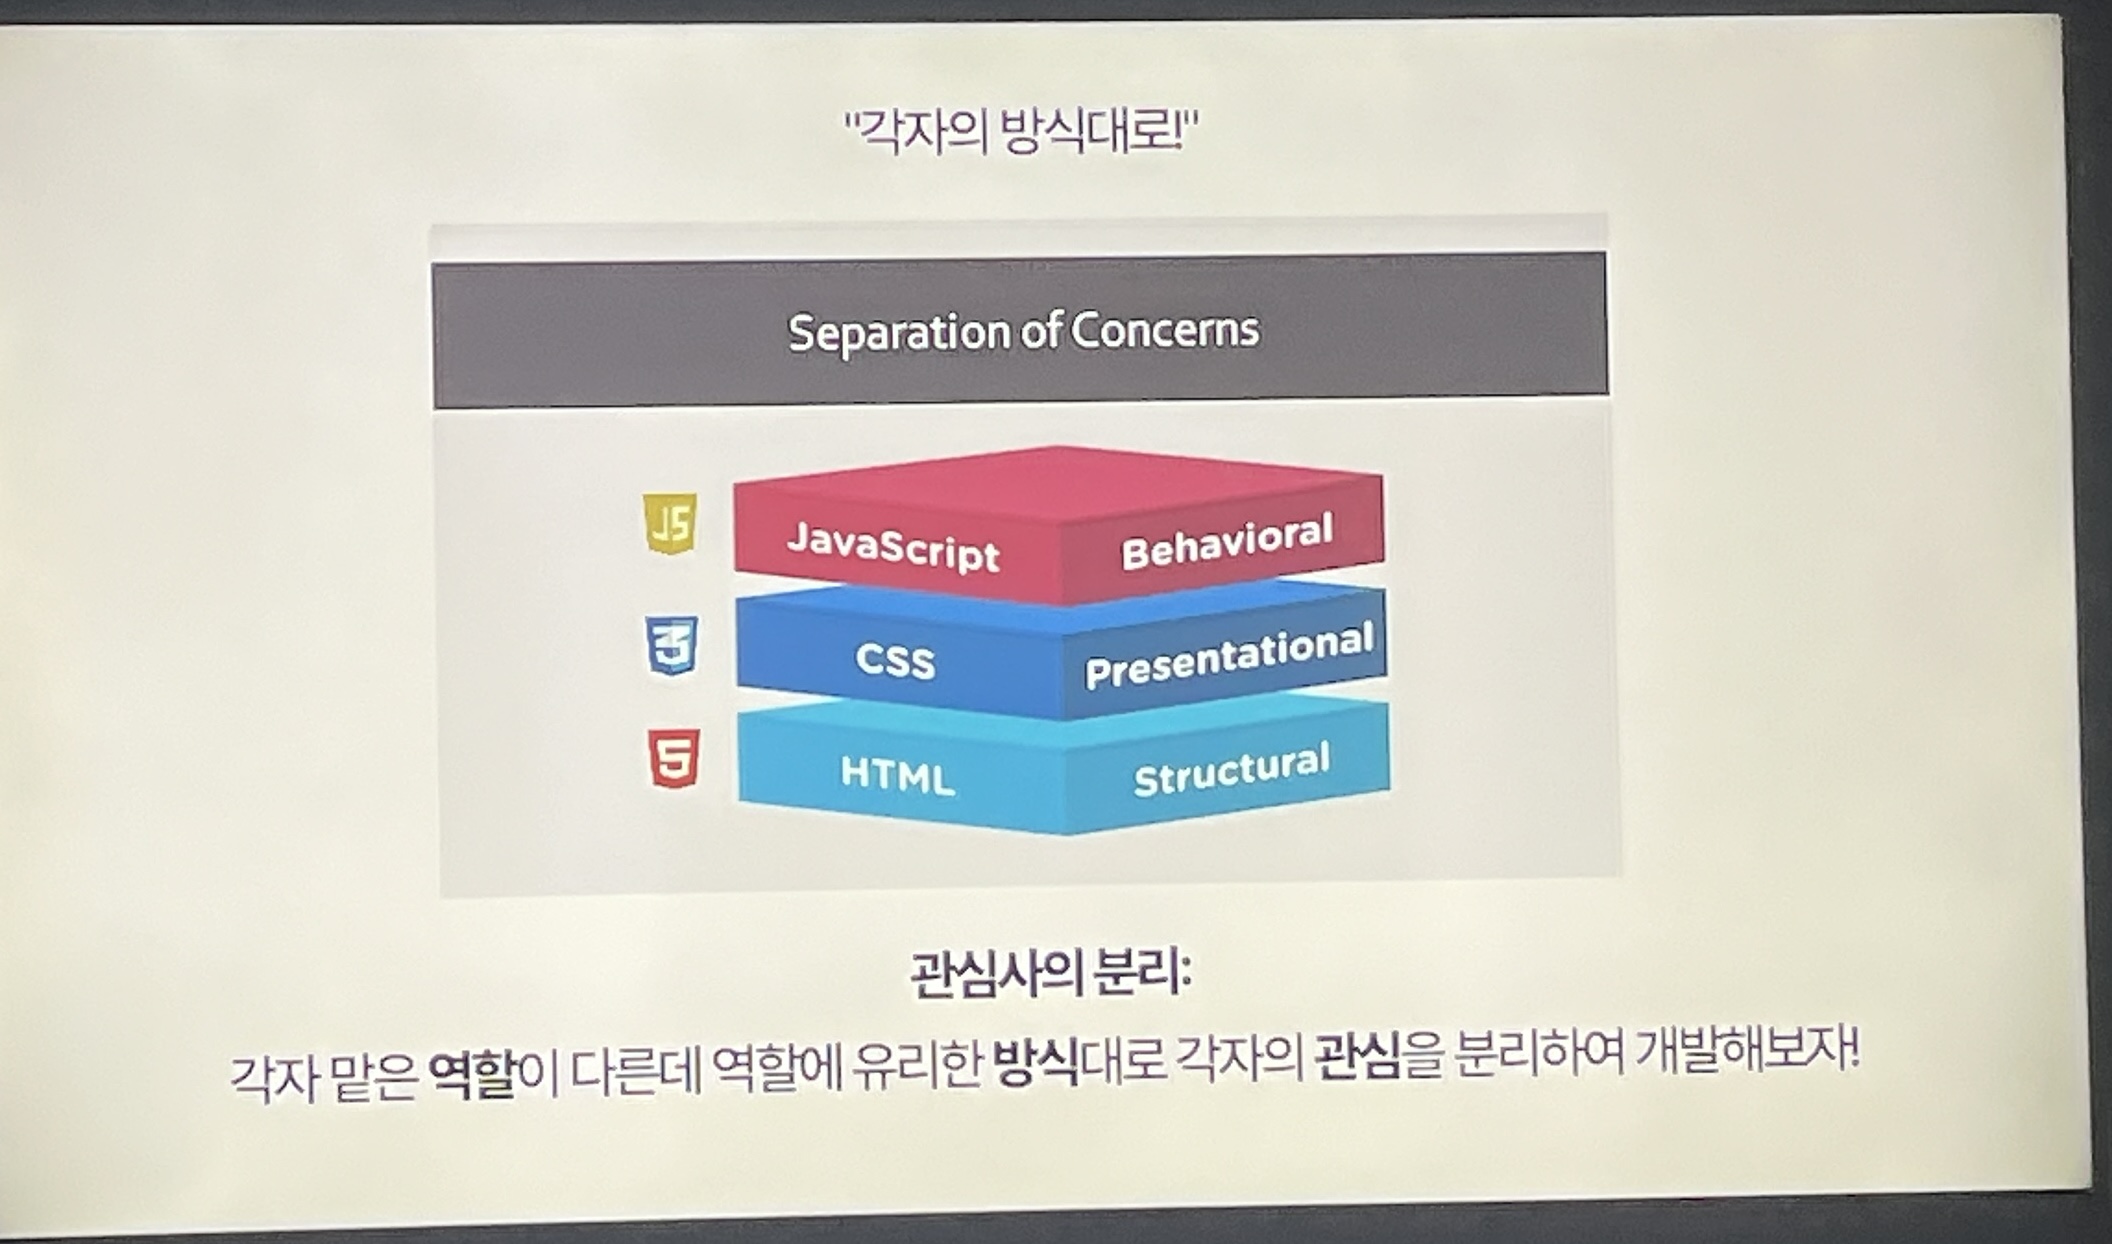 "각자의 방식대로!"
Separation of Concerns
JS
JavaScript
Behavioral
3
CSS
Presentational
5
HTML
Structural
관심사의 분리:
각자 맡은 역할이 다른데 역할에 유리한 방식대로 각자의 관심을 분리하여 개발해보자!